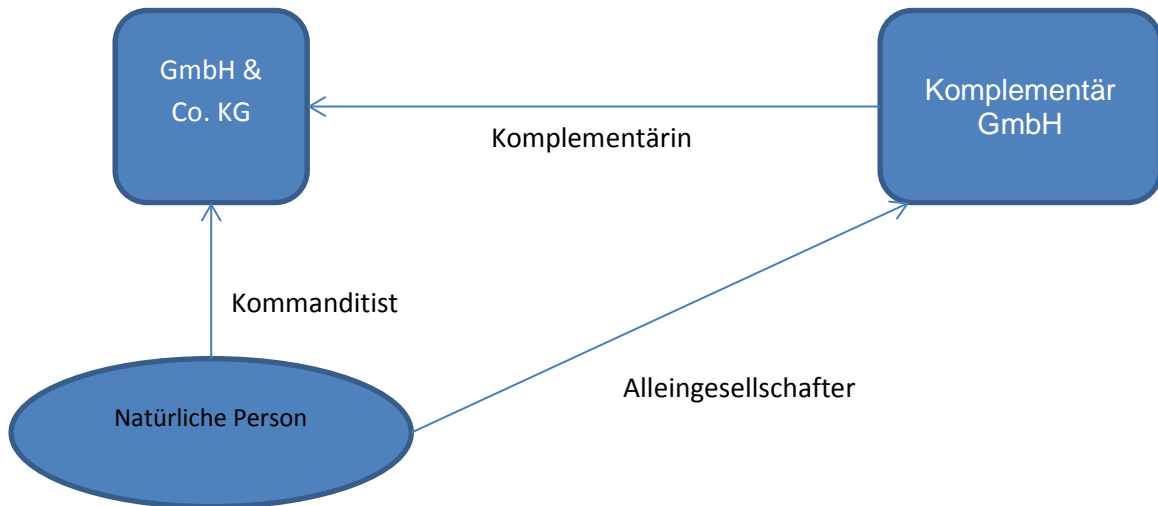 GmbH &
Co. KG
Komplementär
GmbH
Komplementärin
Kommanditist
Alleingesellschafter
Natürliche Person